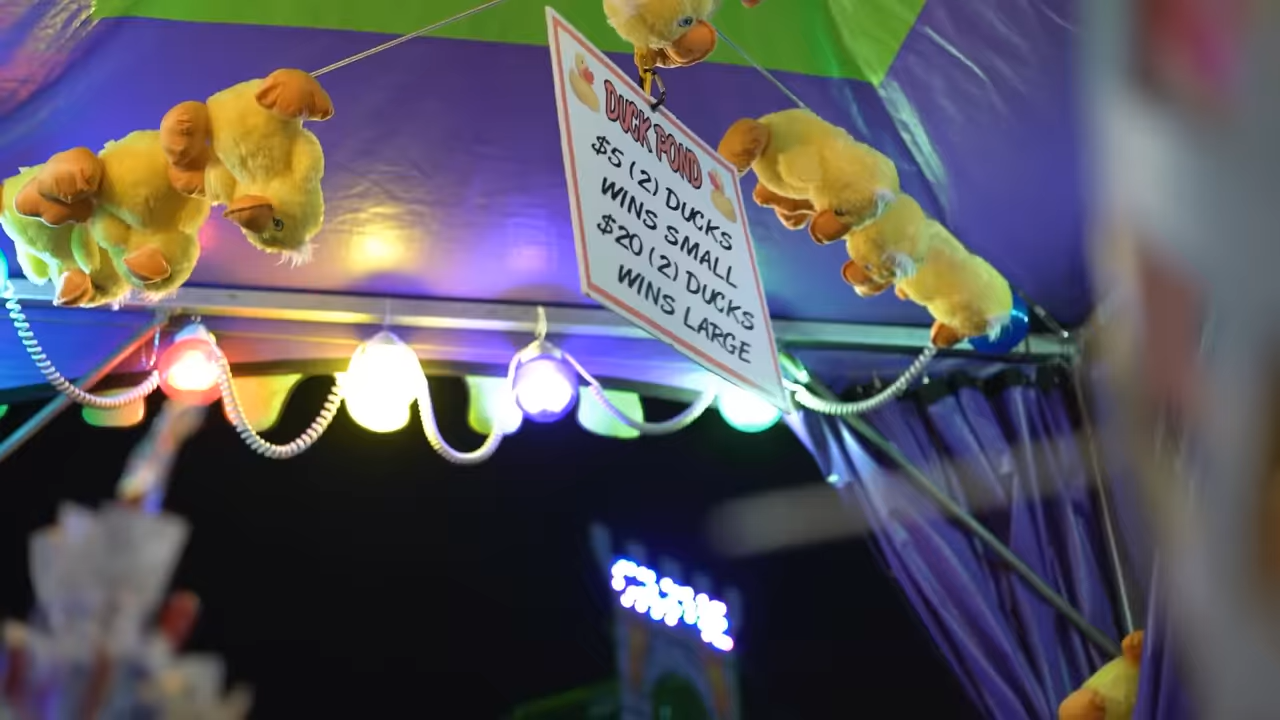 DUCK POND
$5 (2) DUCKS
WINS SMALL
$20 (2) DUCKS
WINS LARGE